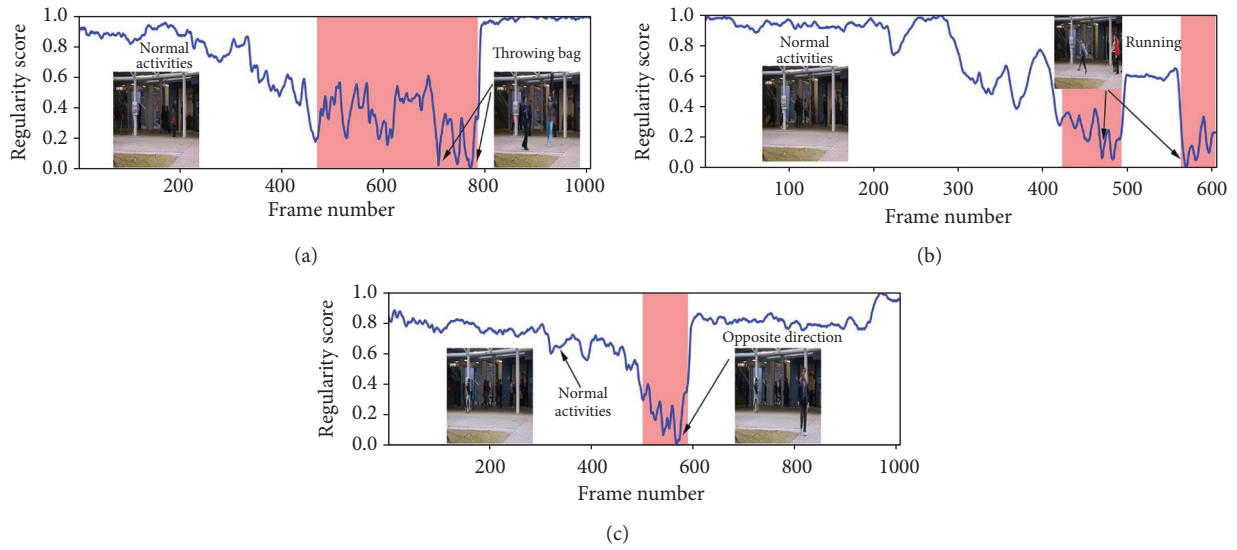 1.0
0.8
0.6
0.4
0.2
0.0
Regularity score
Normal
activities
Throwing bag
200
400
600
800
1000
Frame number
(a)
1.0
0.8
0.6
0.4
0.2
0.0
Regularity score
Normal
activities
Running
100
200
300
400
500
600
Frame number
(b)
1.0
0.8
0.6
0.4
0.2
0.0
Regularity score
Normal
activities
Opposite direction
200
400
600
800
1000
Frame number
(c)